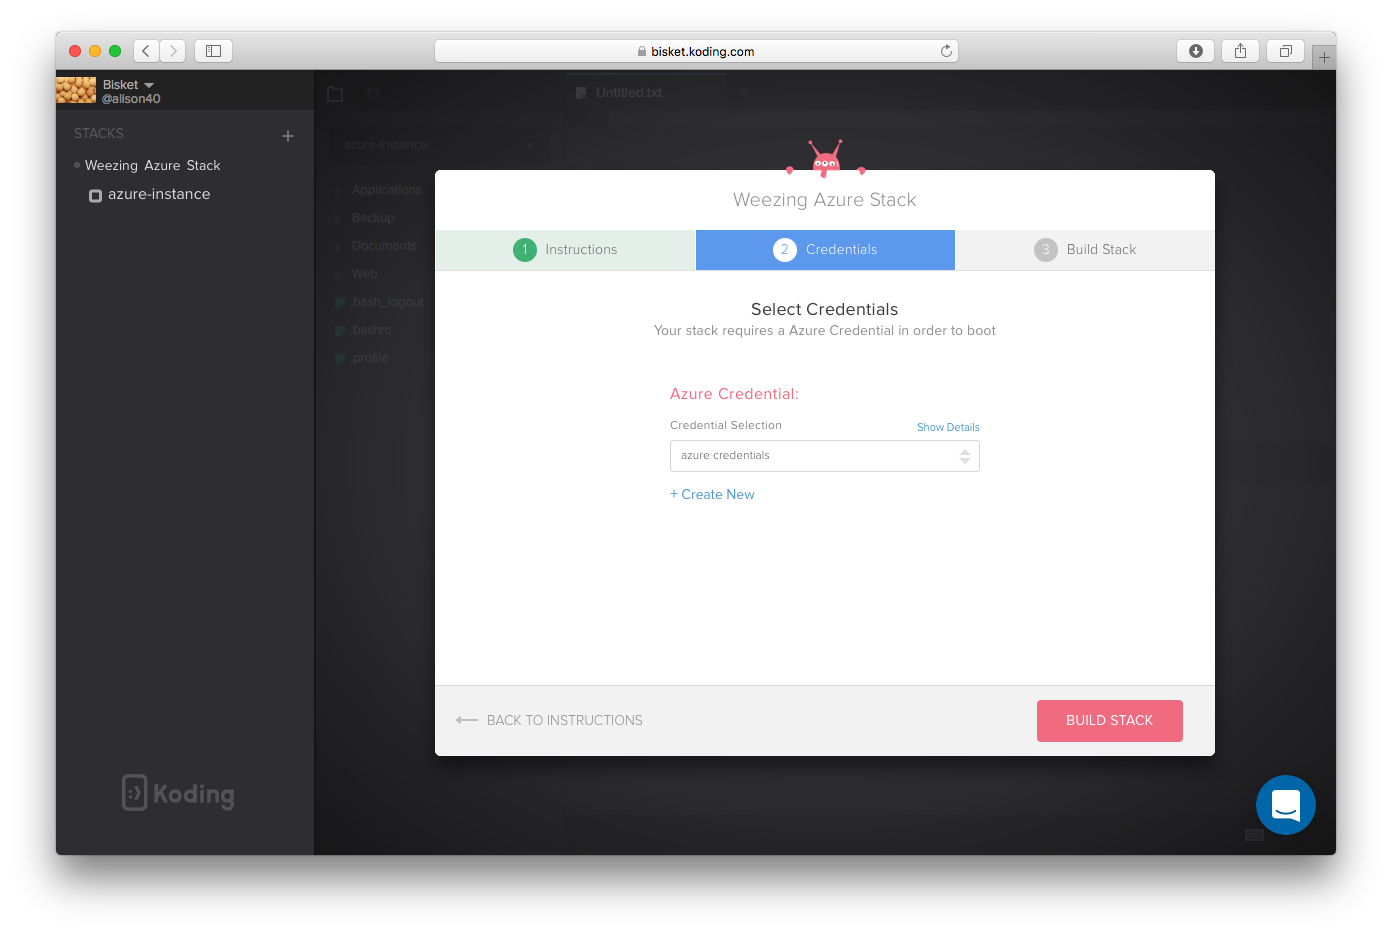 bisket.koding.com
Bisket
@alison40
STACKS
Weezing Azure Stack
azure-instance
Untitled.txt
azure-instance
Applications
Backup
Documents
Web
.bash_logout
.bashrc
.profile
Weezing Azure Stack
1 Instructions
2 Credentials
3 Build Stack
Select Credentials
Your stack requires a Azure Credential in order to boot
Azure Credential:
Credential Selection
Show Details
azure credentials
+ Create New
BACK TO INSTRUCTIONS
BUILD STACK
:) Koding